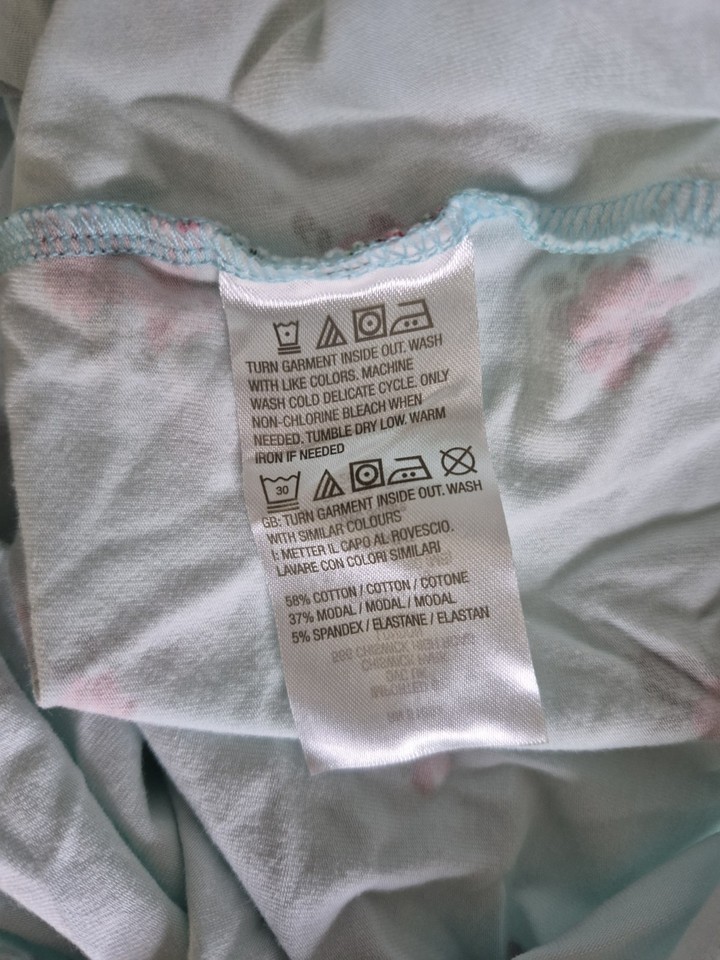 TURN GARMENT INSIDE OUT. WASH
WITH LIKE COLORS. MACHINE
WASH COLD DELICATE CYCLE. ONLY
NON-CHLORINE BLEACH WHEN
NEEDED. TUMBLE DRY LOW. WARM
IRON IF NEEDED
30
GB: TURN GARMENT INSIDE OUT. WASH
WITH SIMILAR COLOURS
I: METTER IL CAPO AL ROVESCIO.
LAVARE CON COLORI SIMILARI
58% COTTON / COTTON / COTONE
37% MODAL / MODAL / MODAL
5% SPANDEX / ELASTANE / ELASTAN